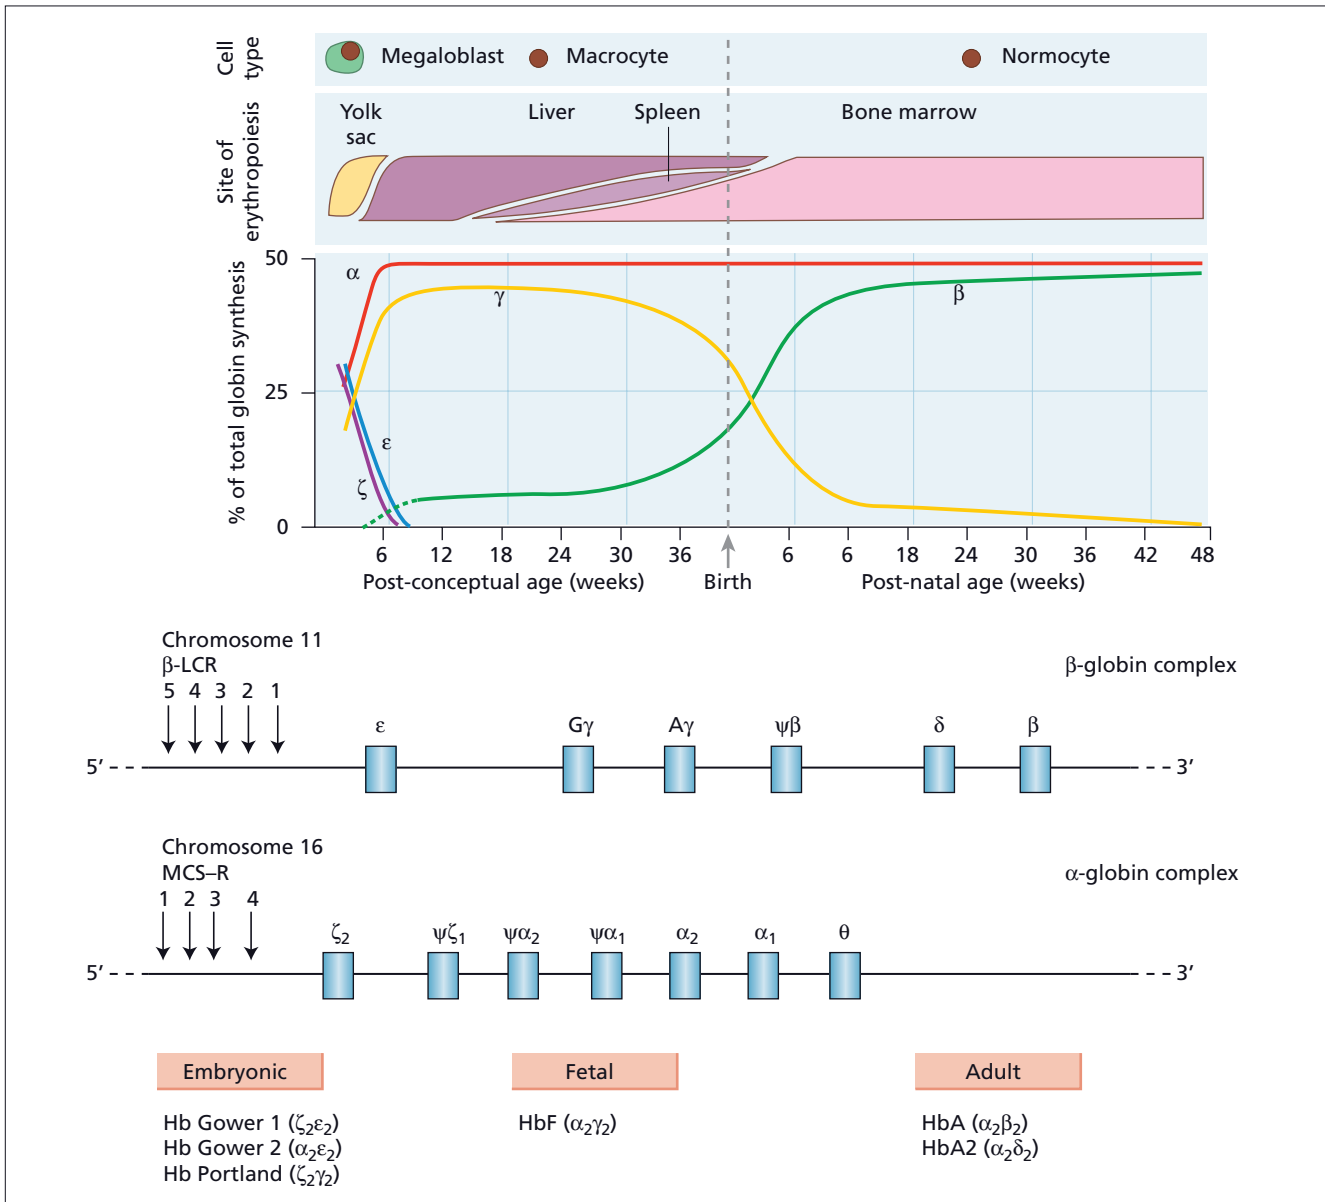 Cell type
Megaloblast
Macrocyte
Normocyte
Site of erythropoiesis
Yolk sac
Liver
Spleen
Bone marrow
% of total globin synthesis
50
25
0
α
γ
β
ε
ζ
6 12 18 24 30 36 6 6 18 24 30 36 42 48
Post-conceptual age (weeks)
Birth
Post-natal age (weeks)
Chromosome 11
β-LCR
β-globin complex
5 4 3 2 1
ε Gγ Aγ ψβ δ β
5′ 3′
Chromosome 16
MCS–R
α-globin complex
1 2 3 4
ζ₂ ψζ₁ ψα₂ ψα₁ α₂ α₁ θ
5′ 3′
Embryonic
Fetal
Adult
Hb Gower 1 (ζ₂ε₂)
Hb Gower 2 (α₂ε₂)
Hb Portland (ζ₂γ₂)
HbF (α₂γ₂)
HbA (α₂β₂)
HbA2 (α₂δ₂)